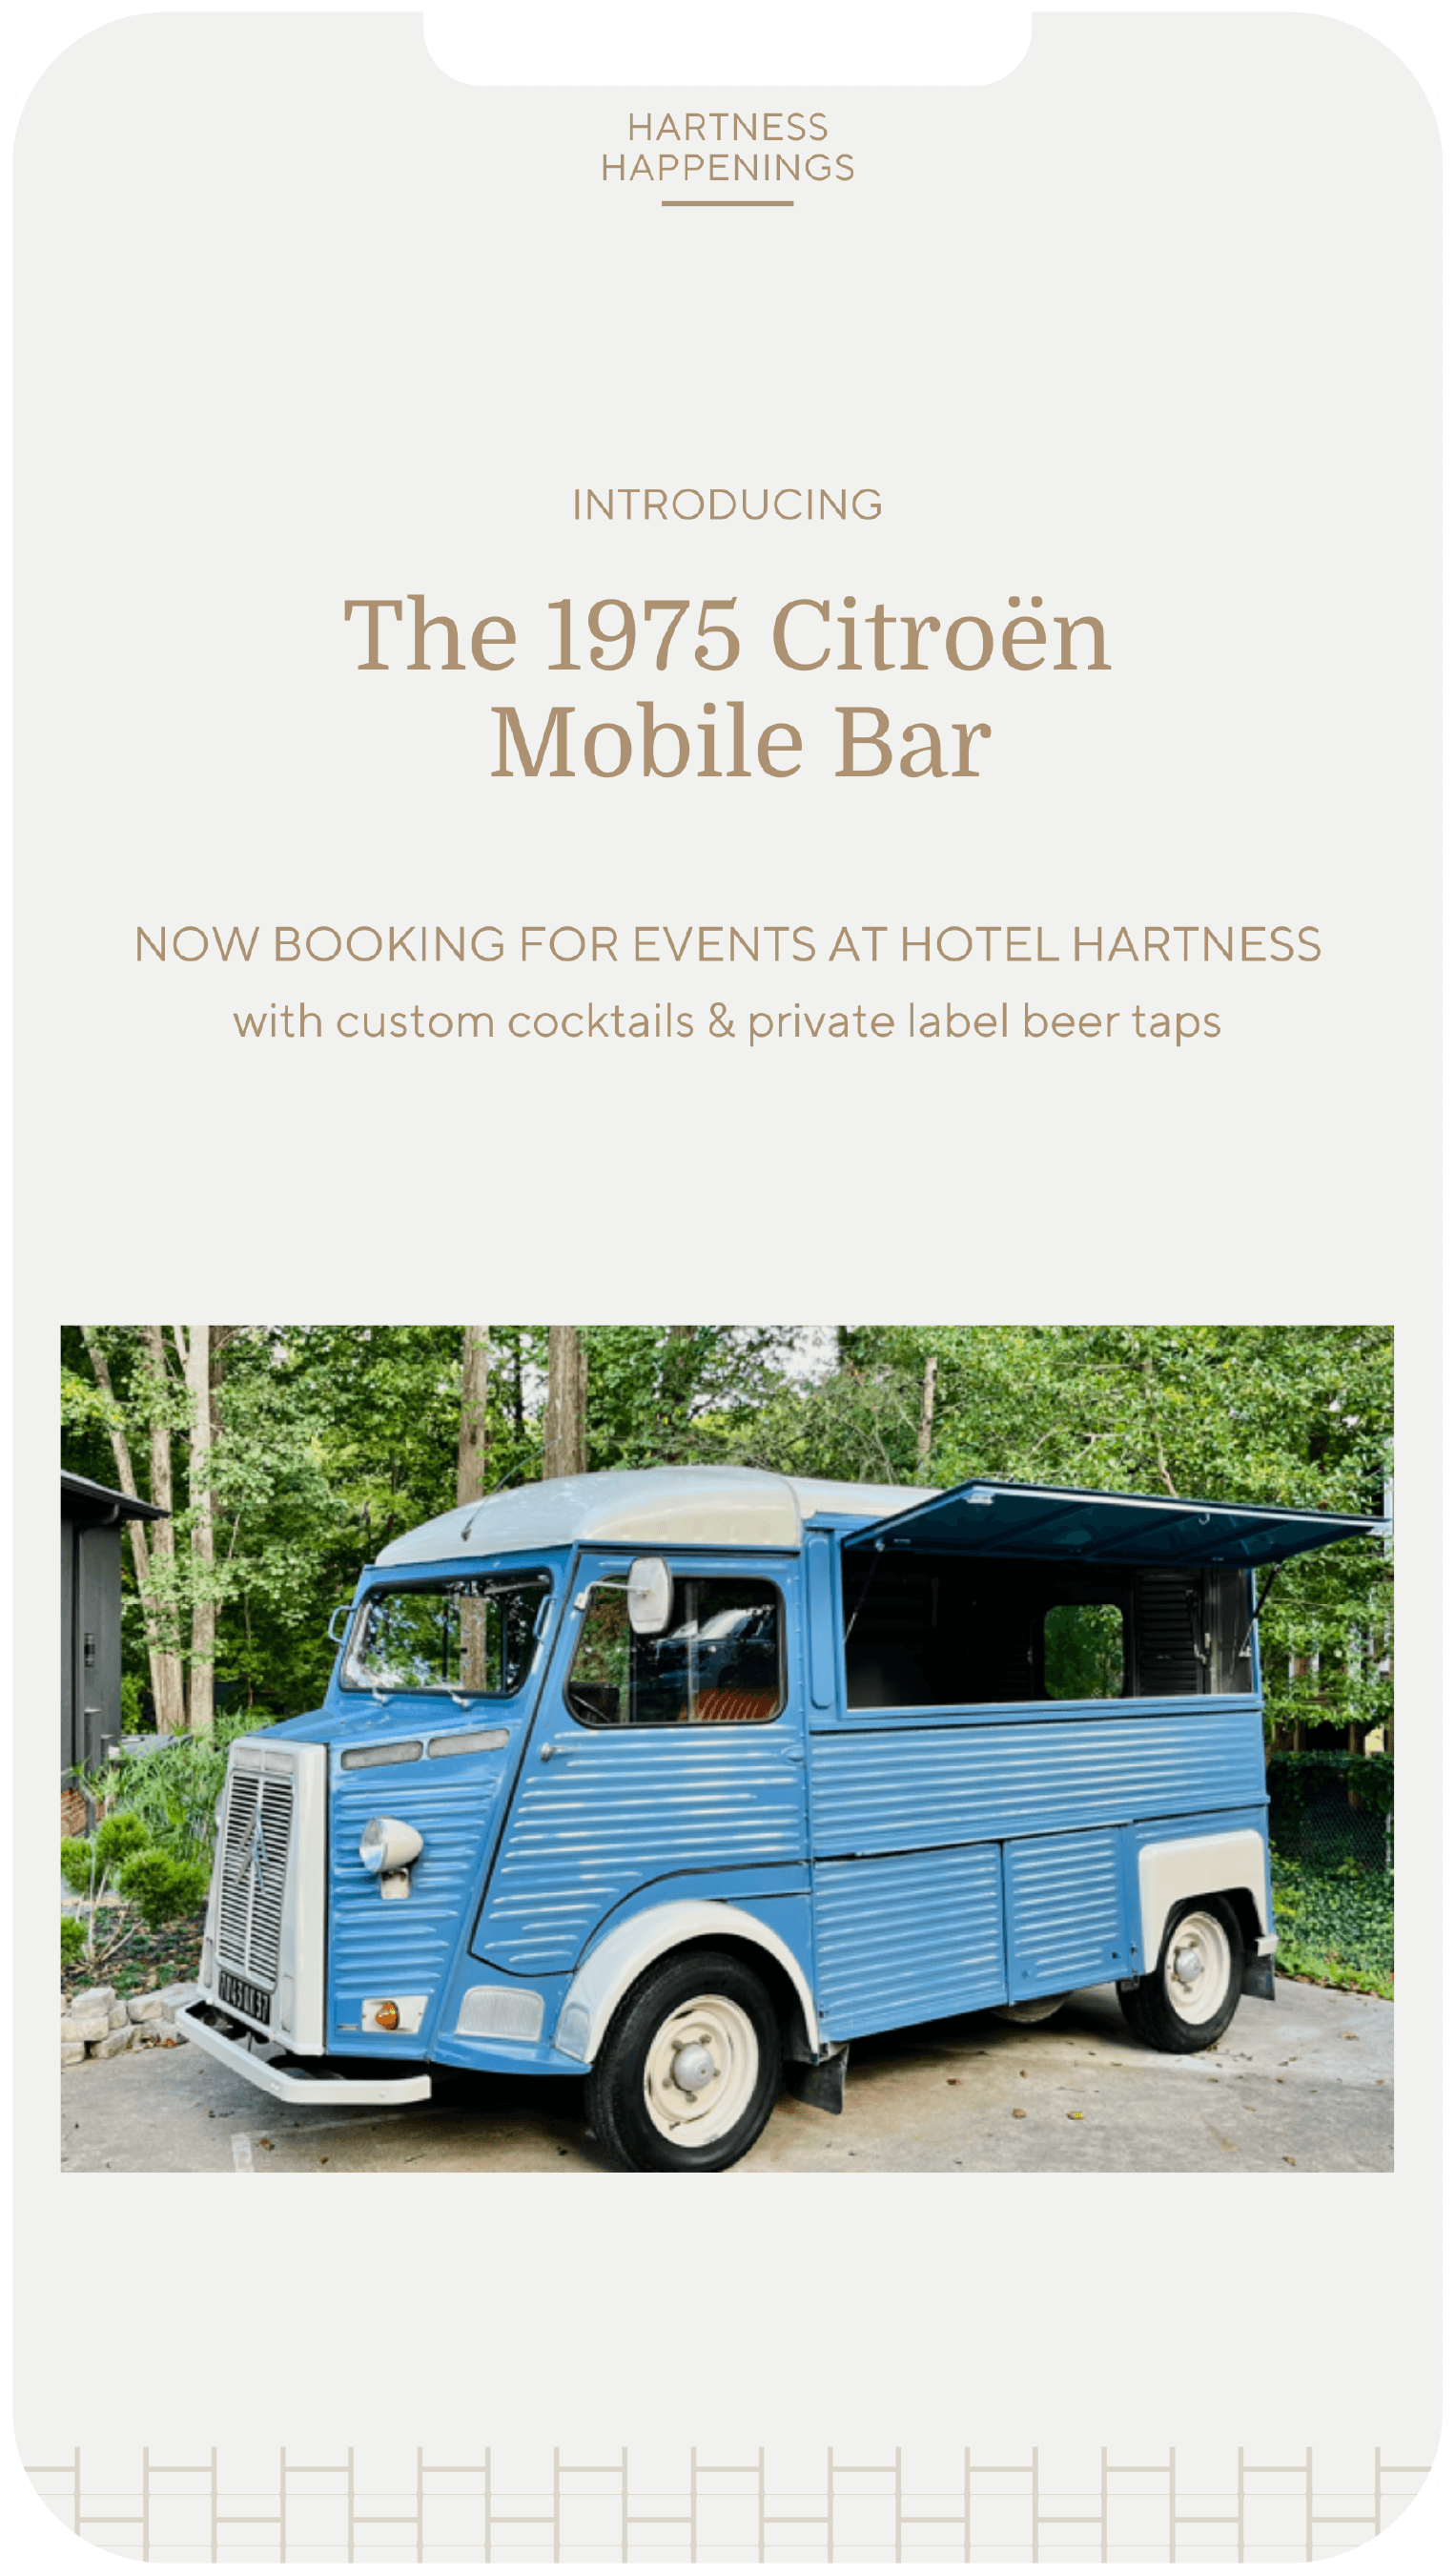 HARTNESS
HAPPENINGS
INTRODUCING
The 1975 Citroën
Mobile Bar
NOW BOOKING FOR EVENTS AT HOTEL HARTNESS
with custom cocktails & private label beer taps